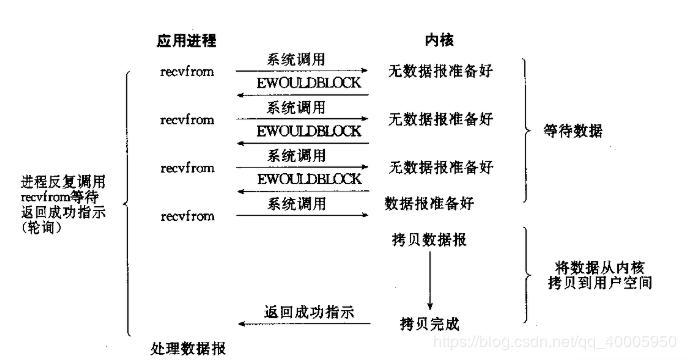 应用进程
内核
recvfrom
系统调用
无数据报准备好
EWOULDBLOCK
recvfrom
系统调用
无数据报准备好
EWOULDBLOCK
等待数据
recvfrom
系统调用
无数据报准备好
EWOULDBLOCK
recvfrom
系统调用
数据报准备好
进程反复调用
recvfrom等待
返回成功指示
(轮询)
拷贝数据报
将数据从内核
拷贝到用户空间
返回成功指示
拷贝完成
处理数据报
https://blog.csdn.net/qq_40005950